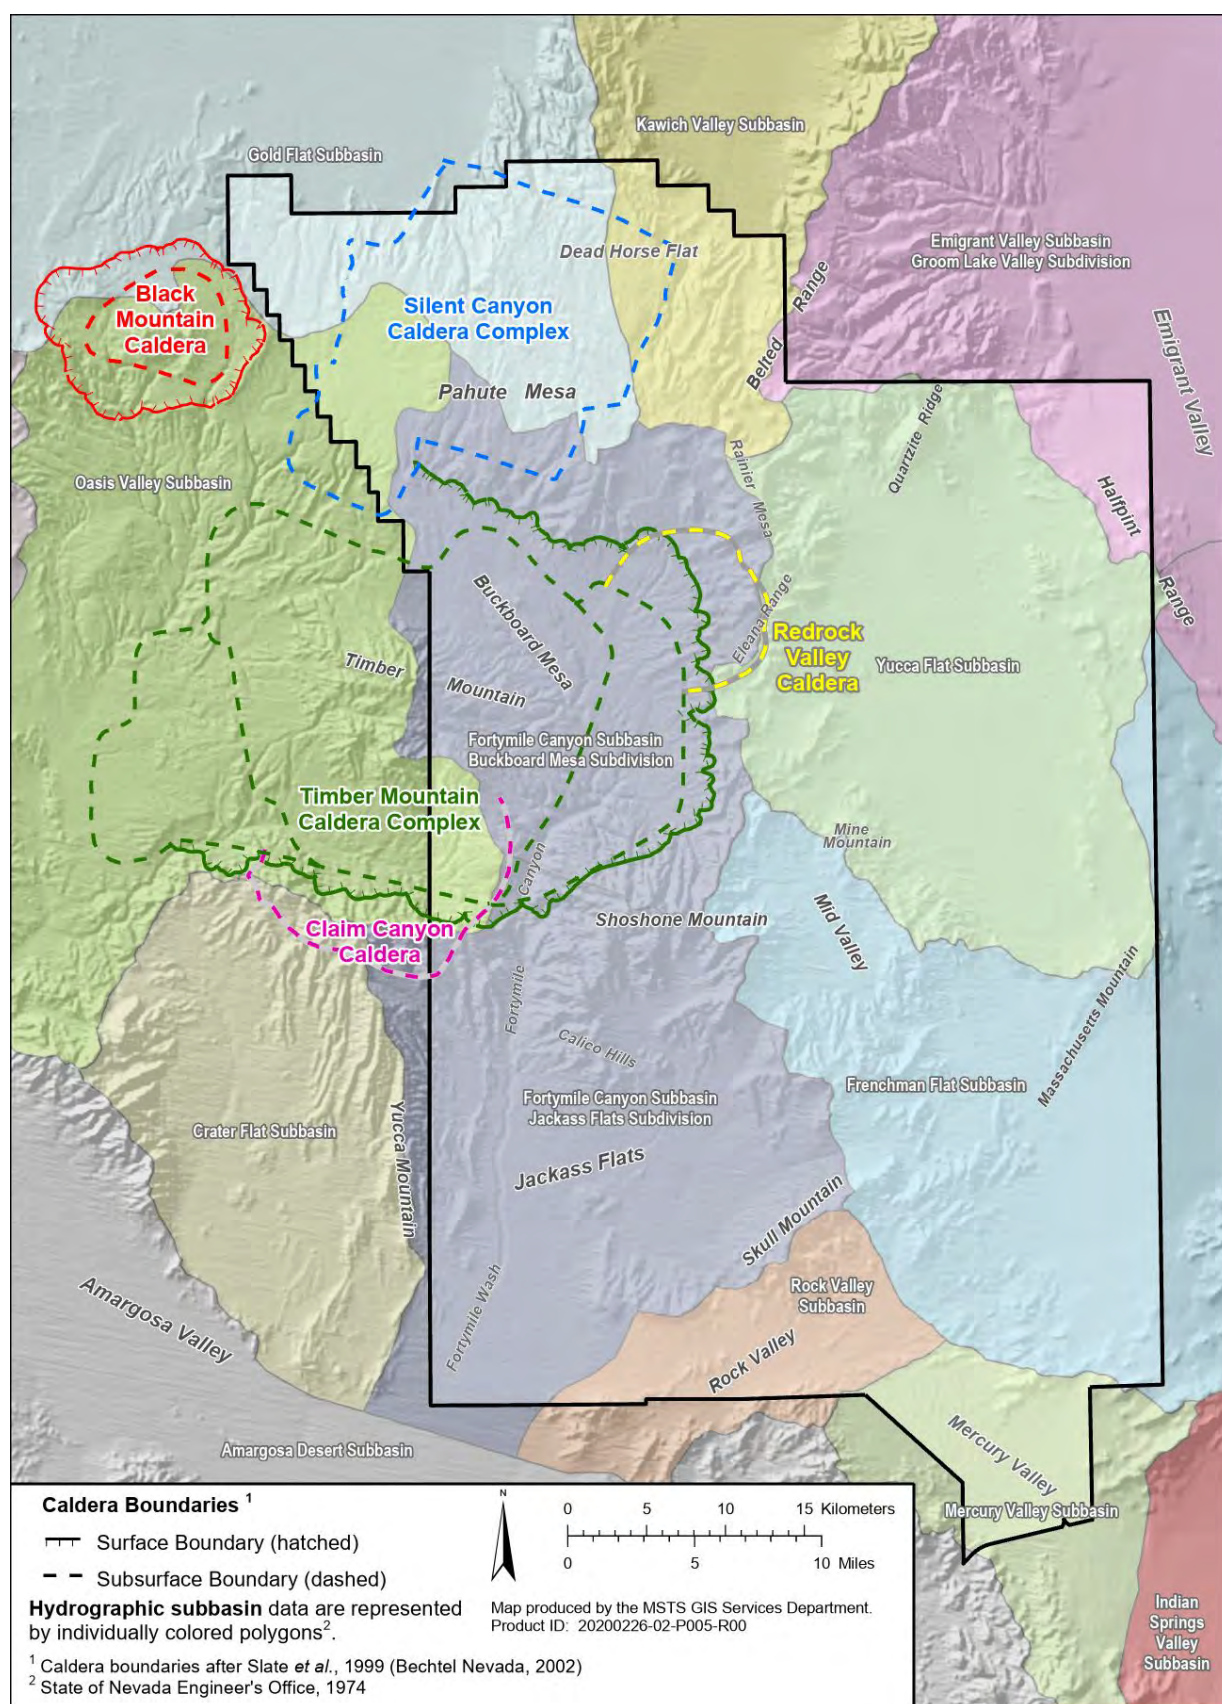 Kawich Valley Subbasin
Gold Flat Subbasin
Dead Horse Flat
Emigrant Valley Subbasin
Groom Lake Valley Subdivision
Range
Belted
Emigrant Valley
Black
Mountain
Caldera
Silent Canyon
Caldera Complex
Pahute Mesa
Quartzite Ridge
Rainier Mesa
Oasis Valley Subbasin
Halfpint
Range
Buckboard Mesa
Eleana Range
Redrock
Valley
Caldera
Yucca Flat Subbasin
Timber
Mountain
Fortymile Canyon Subbasin
Buckboard Mesa Subdivision
Timber Mountain
Caldera Complex
Mine
Mountain
Canyon
Fortymile
Shoshone Mountain
Mid Valley
Claim Canyon
Caldera
Massachusetts Mountain
Calico Hills
Frenchman Flat Subbasin
Fortymile Canyon Subbasin
Jackass Flats Subdivision
Crater Flat Subbasin
Yucca Mountain
Jackass Flats
Skull Mountain
Amargosa Valley
Fortymile Wash
Rock Valley
Subbasin
Rock Valley
Amargosa Desert Subbasin
Mercury Valley
Mercury Valley Subbasin
Indian
Springs
Valley
Subbasin
Caldera Boundaries 1
Surface Boundary (hatched)
Subsurface Boundary (dashed)
Hydrographic subbasin data are represented
by individually colored polygons2.
1 Caldera boundaries after Slate et al., 1999 (Bechtel Nevada, 2002)
2 State of Nevada Engineer's Office, 1974
N
0 5 10 15 Kilometers
0 5 10 Miles
Map produced by the MSTS GIS Services Department.
Product ID: 20200226-02-P005-R00